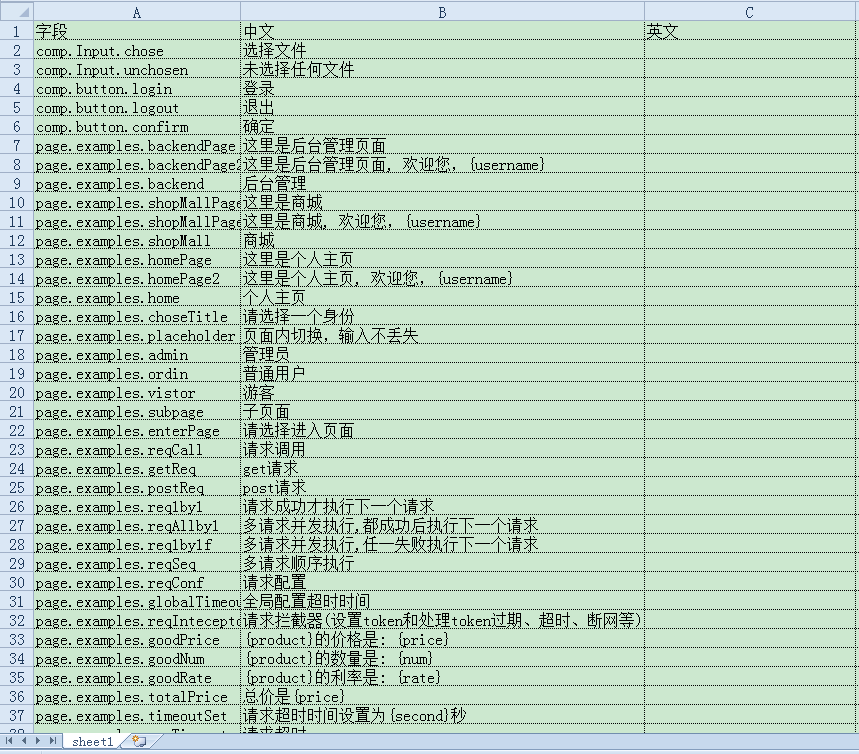 A B C
1 字段 中文 英文
2 comp.Input.chose 选择文件
3 comp.Input.unchosen 未选择任何文件
4 comp.button.login 登录
5 comp.button.logout 退出
6 comp.button.confirm 确定
7 page.examples.backendPage 这里是后台管理页面
8 page.examples.backendPage2 这里是后台管理页面, 欢迎您, {username}
9 page.examples.backend 后台管理
10 page.examples.shopMallPage 这里是商城
11 page.examples.shopMallPage 这里是商城, 欢迎您, {username}
12 page.examples.shopMall 商城
13 page.examples.homePage 这里是个人主页
14 page.examples.homePage2 这里是个人主页, 欢迎您, {username}
15 page.examples.home 个人主页
16 page.examples.choseTitle 请选择一个身份
17 page.examples.placeholder 页面内切换，输入不丢失
18 page.examples.admin 管理员
19 page.examples.ordin 普通用户
20 page.examples.vistor 游客
21 page.examples.subpage 子页面
22 page.examples.enterPage 请选择进入页面
23 page.examples.reqCall 请求调用
24 page.examples.getReq get请求
25 page.examples.postReq post请求
26 page.examples.req1by1 请求成功才执行下一个请求
27 page.examples.reqAllby1 多请求并发执行,都成功后执行下一个请求
28 page.examples.req1by1f 多请求并发执行,任一失败执行下一个请求
29 page.examples.reqSeq 多请求顺序执行
30 page.examples.reqConf 请求配置
31 page.examples.globalTimeou 全局配置超时时间
32 page.examples.reqIntecepto 请求拦截器(设置token和处理token过期、超时、断网等)
33 page.examples.goodPrice {product}的价格是: {price}
34 page.examples.goodNum {product}的数量是: {num}
35 page.examples.goodRate {product}的利率是: {rate}
36 page.examples.totalPrice 总价是{price}
37 page.examples.timeoutSet 请求超时时间设置为{second}秒
请求超时
sheet1